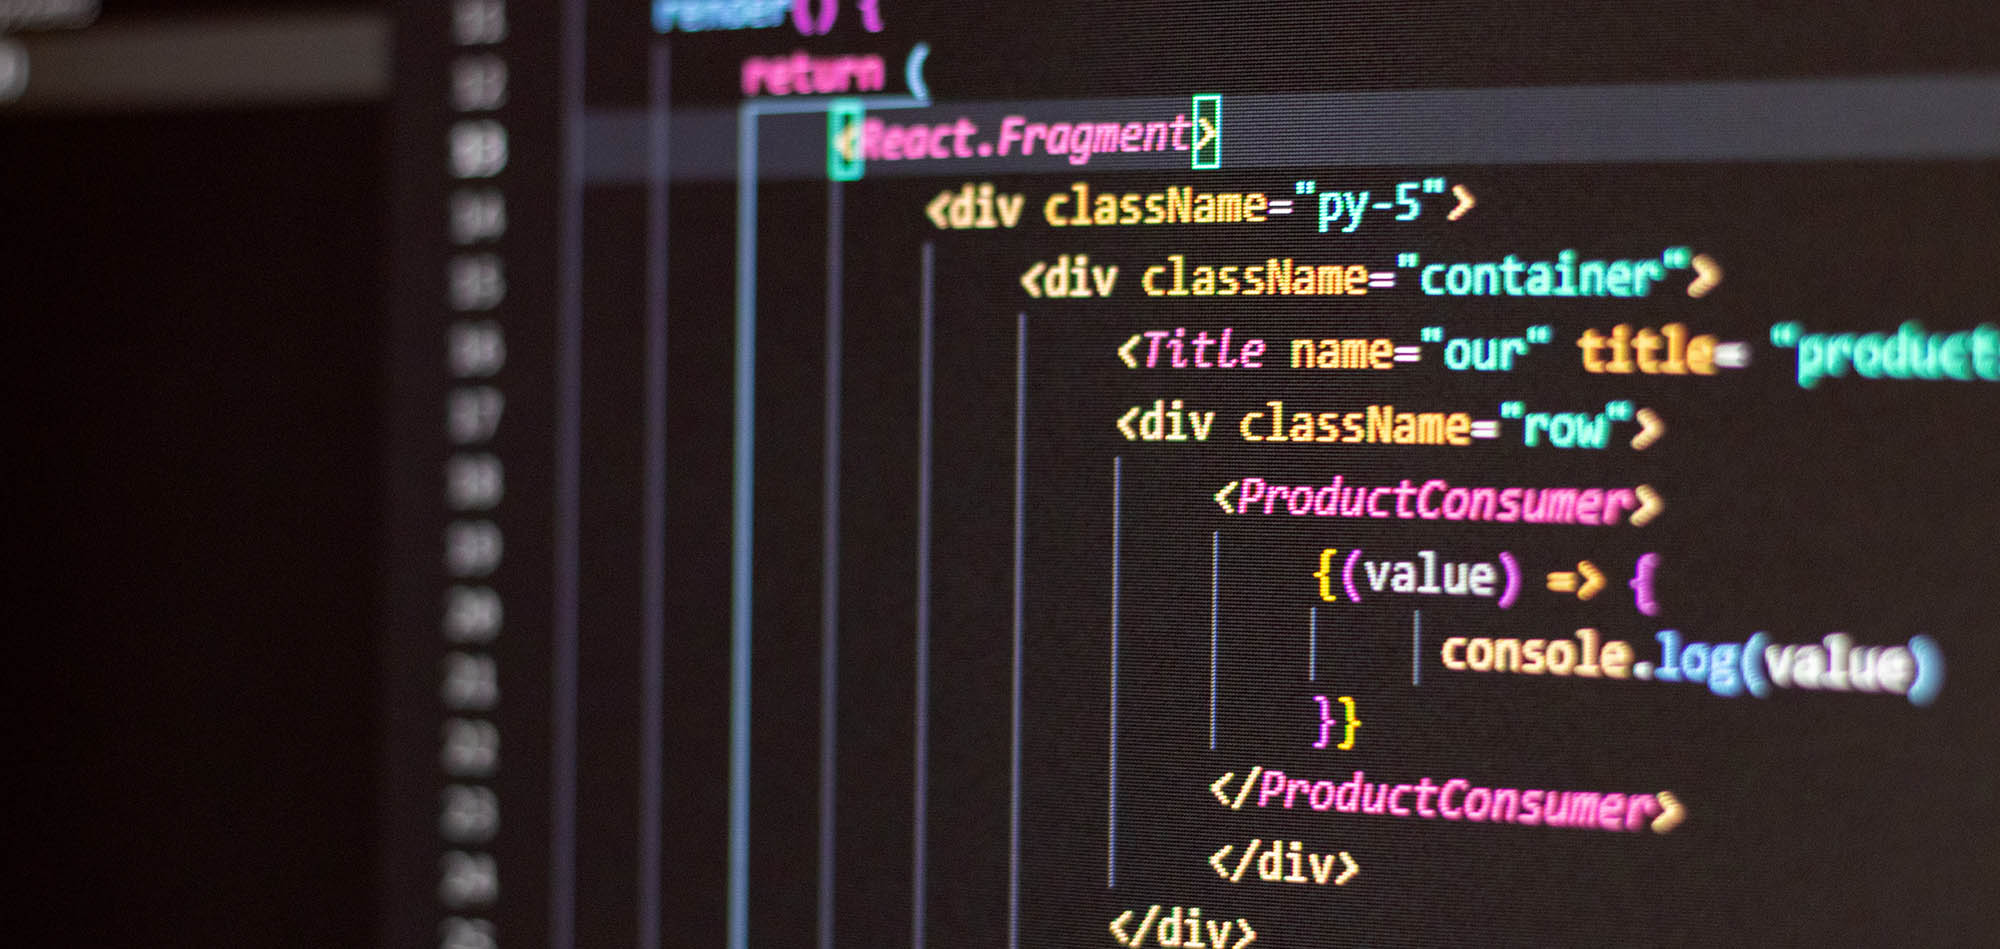 render() {
return (
<React.Fragment>
<div className="py-5">
<div className="container">
<Title name="our" title= "product
<div className="row">
<ProductConsumer>
{(value) => {
console.log(value)
}}
</ProductConsumer>
</div>
</div>